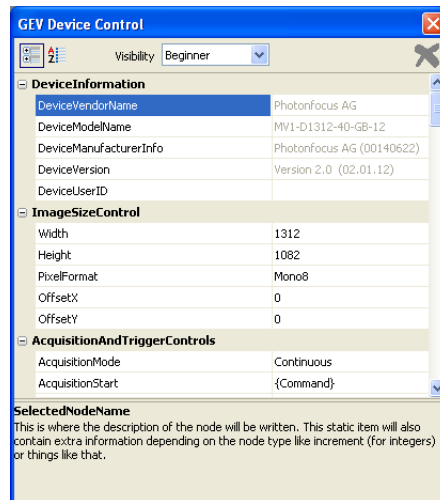 GEV Device Control
Visibility Beginner
DeviceInformation
DeviceVendorName Photonfocus AG
DeviceModelName MV1-D1312-40-GB-12
DeviceManufacturerInfo Photonfocus AG (00140622)
DeviceVersion Version 2.0 (02.01.12)
DeviceUserID
ImageSizeControl
Width 1312
Height 1082
PixelFormat Mono8
OffsetX 0
OffsetY 0
AcquisitionAndTriggerControls
AcquisitionMode Continuous
AcquisitionStart {Command}
SelectedNodeName
This is where the description of the node will be written. This static item will also
contain extra information depending on the node type like increment (for integers)
or things like that.